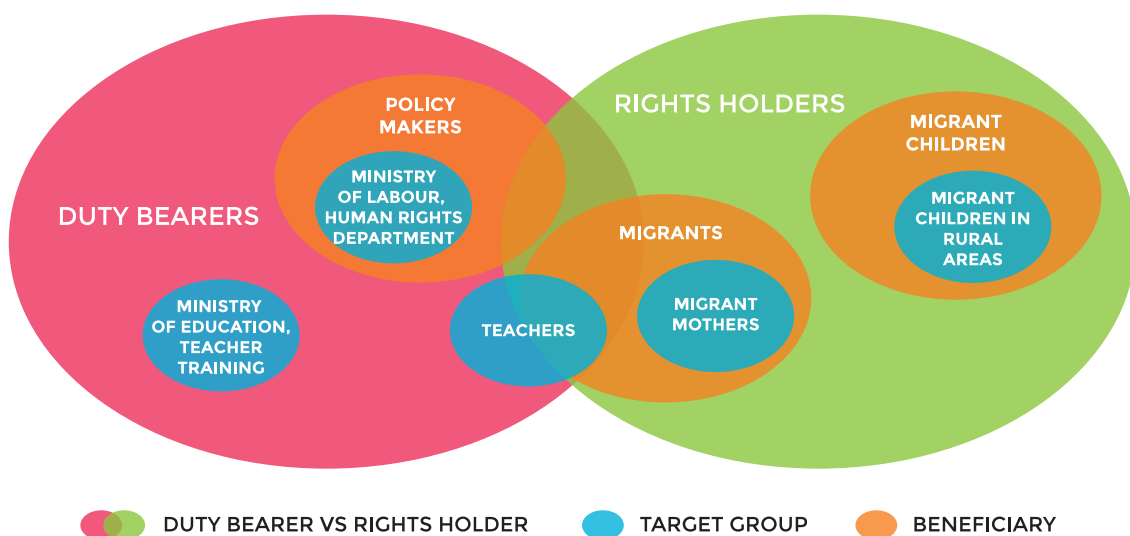 DUTY BEARERS
POLICY
MAKERS
MINISTRY
OF LABOUR,
HUMAN RIGHTS
DEPARTMENT
MINISTRY
OF EDUCATION,
TEACHER
TRAINING
TEACHERS
RIGHTS HOLDERS
MIGRANTS
MIGRANT
MOTHERS
MIGRANT
CHILDREN
MIGRANT
CHILDREN IN
RURAL
AREAS
DUTY BEARER VS RIGHTS HOLDER
TARGET GROUP
BENEFICIARY